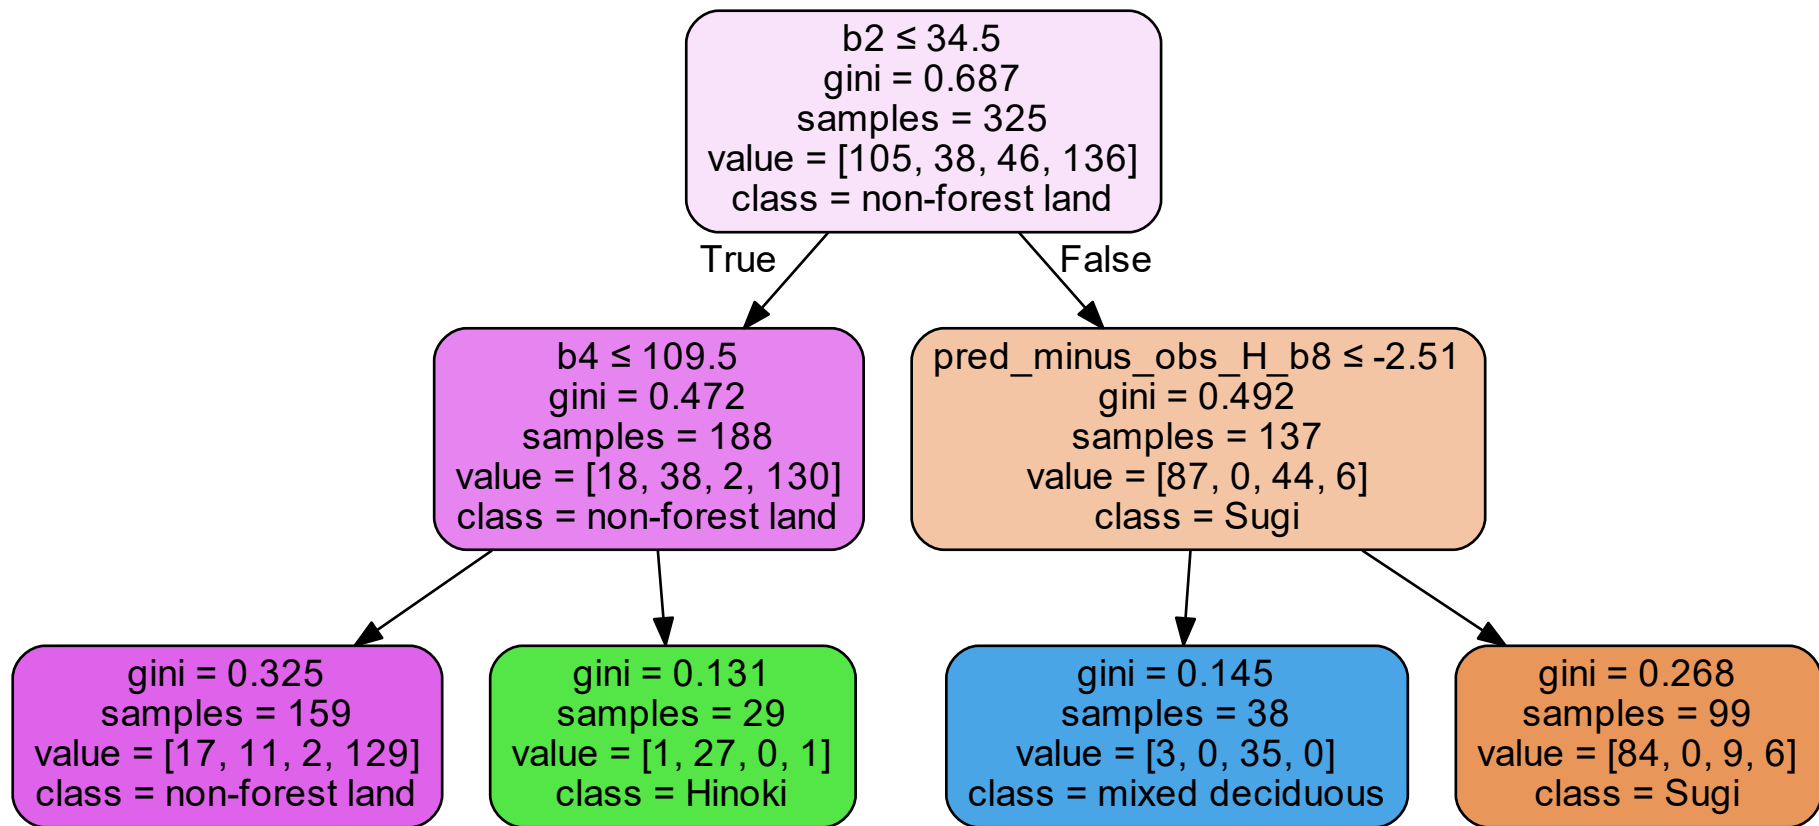 b2 ≤ 34.5
gini = 0.687
samples = 325
value = [105, 38, 46, 136]
class = non-forest land
True
False
b4 ≤ 109.5
gini = 0.472
samples = 188
value = [18, 38, 2, 130]
class = non-forest land
pred_minus_obs_H_b8 ≤ -2.51
gini = 0.492
samples = 137
value = [87, 0, 44, 6]
class = Sugi
gini = 0.325
samples = 159
value = [17, 11, 2, 129]
class = non-forest land
gini = 0.131
samples = 29
value = [1, 27, 0, 1]
class = Hinoki
gini = 0.145
samples = 38
value = [3, 0, 35, 0]
class = mixed deciduous
gini = 0.268
samples = 99
value = [84, 0, 9, 6]
class = Sugi